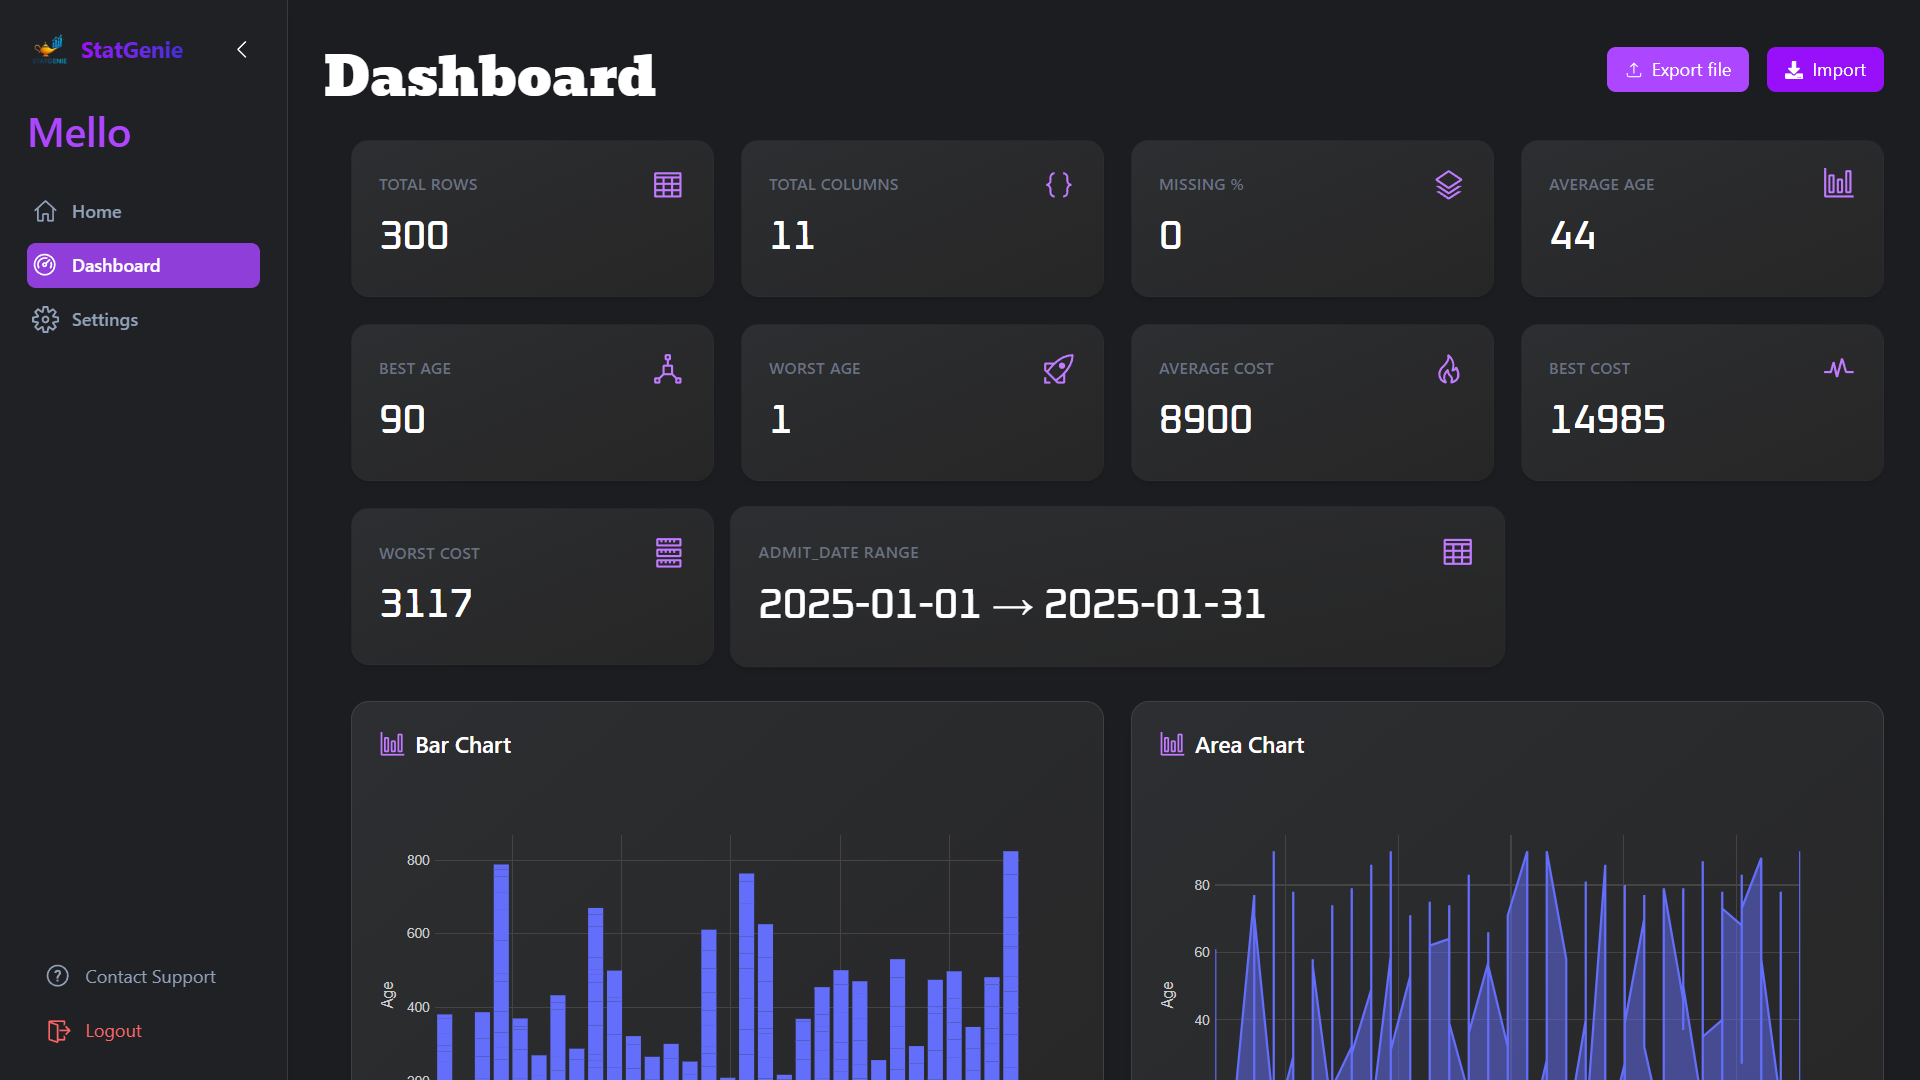 StatGenie
Mello
Home
Dashboard
Settings
Contact Support
Logout
Dashboard
Export file
Import
TOTAL ROWS
300
TOTAL COLUMNS
11
MISSING %
0
AVERAGE AGE
44
BEST AGE
90
WORST AGE
1
AVERAGE COST
8900
BEST COST
14985
WORST COST
3117
ADMIT_DATE RANGE
2025-01-01 → 2025-01-31
Bar Chart
800
600
400
200
Age
Area Chart
80
60
40
Age